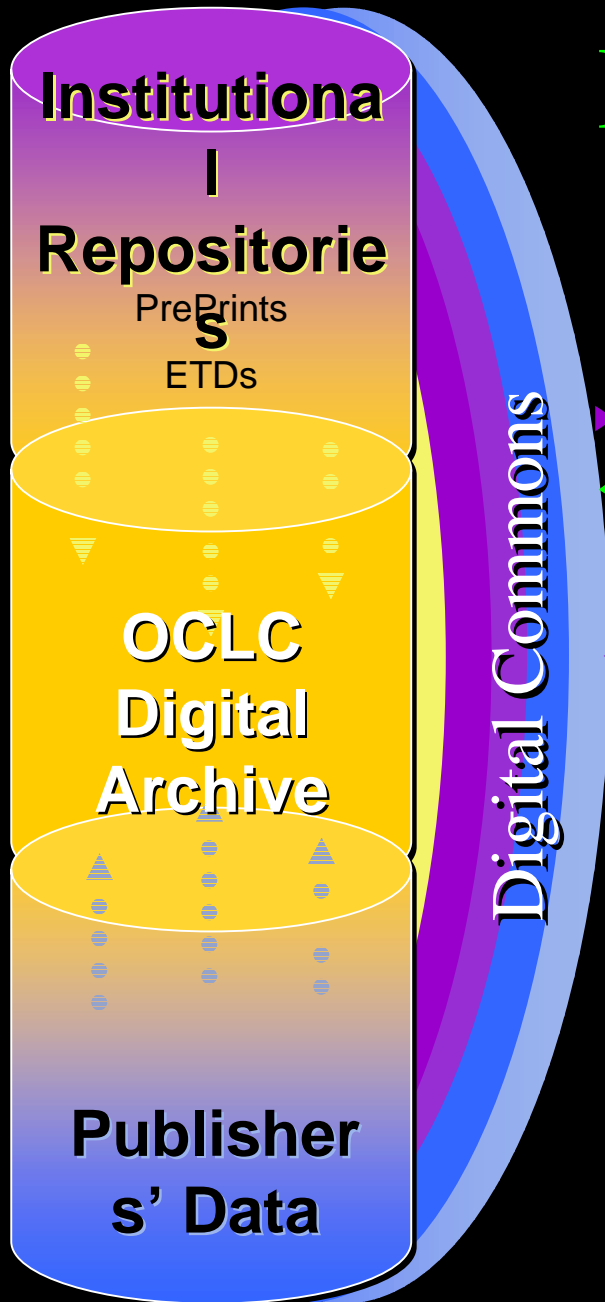 Institutiona
l
Repositorie
s
PrePrints
ETDs
OCLC
Digital
Archive
Publisher
s’ Data
Digital Commons